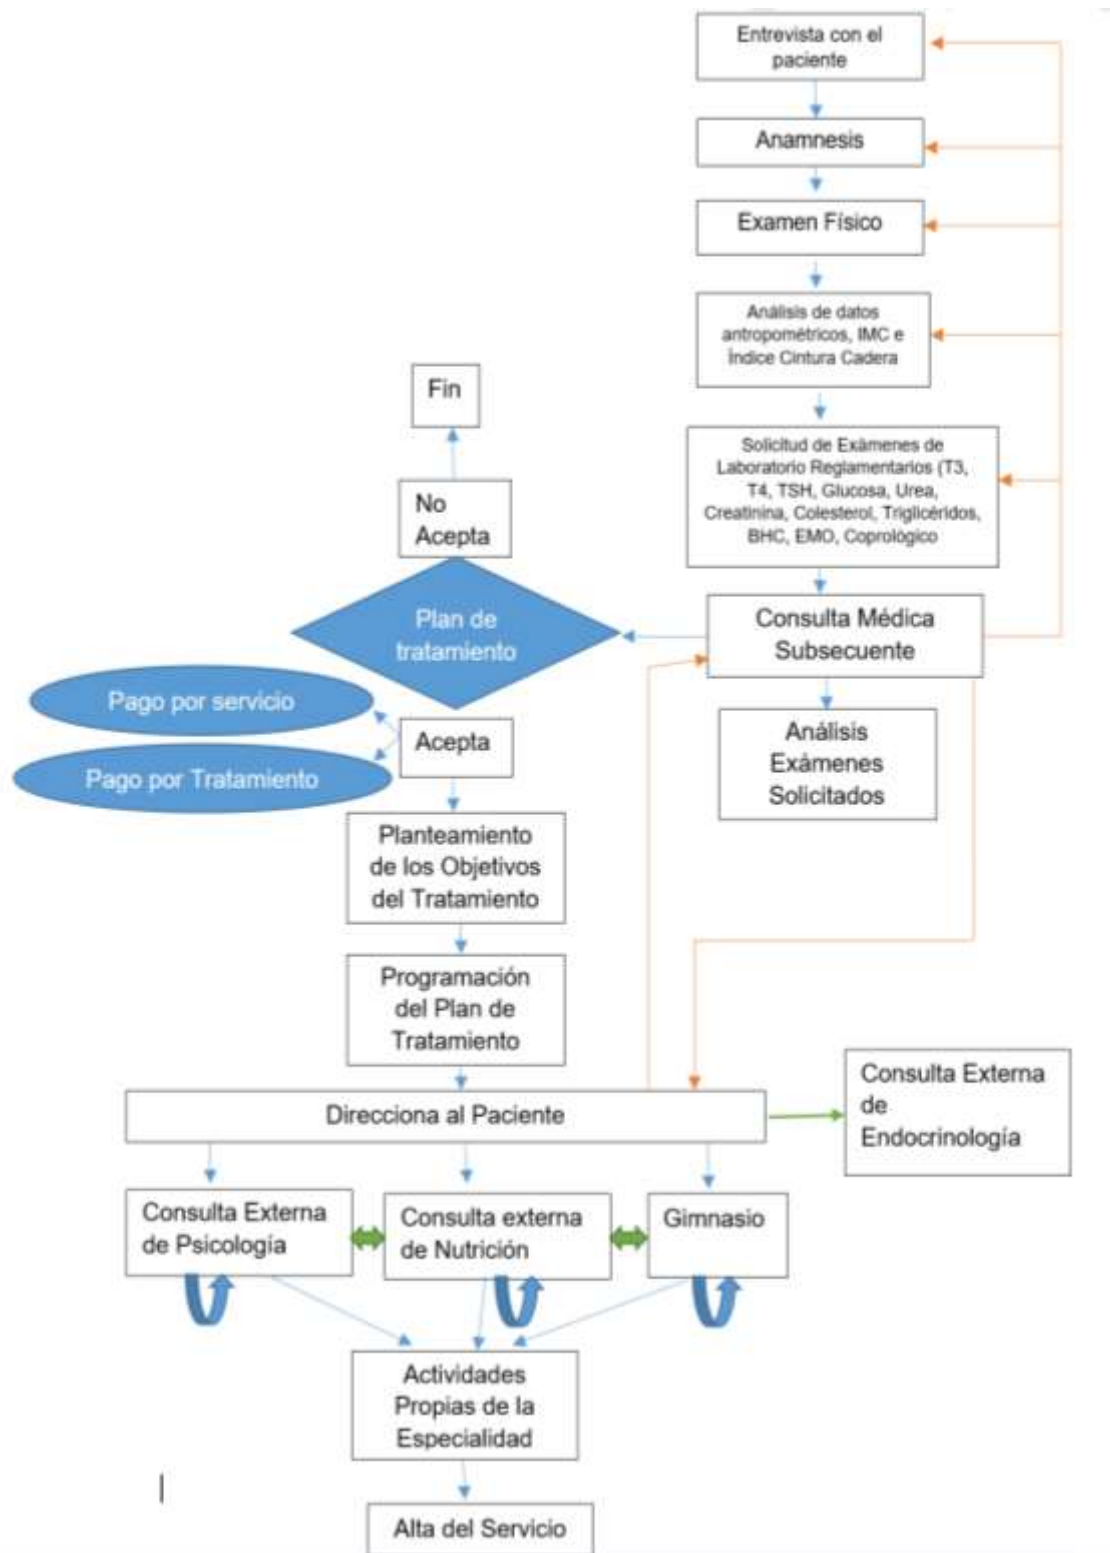 Entrevista con el
paciente
Anamnesis
Examen Físico
Análisis de datos
antropométricos, IMC e
Índice Cintura Cadera
Solicitud de Exámenes de
Laboratorio Reglamentarios (T3,
T4, TSH, Glucosa, Urea,
Creatinina, Colesterol, Triglicéridos,
BHC, EMO, Coprológico
Consulta Médica
Subsecuente
Análisis
Exámenes
Solicitados
Fin
No
Acepta
Plan de
tratamiento
Pago por servicio
Acepta
Pago por Tratamiento
Planteamiento
de los Objetivos
del Tratamiento
Programación
del Plan de
Tratamiento
Direcciona al Paciente
Consulta Externa
de
Endocrinología
Consulta Externa
de Psicología
Consulta externa
de Nutrición
Gimnasio
Actividades
Propias de la
Especialidad
Alta del Servicio